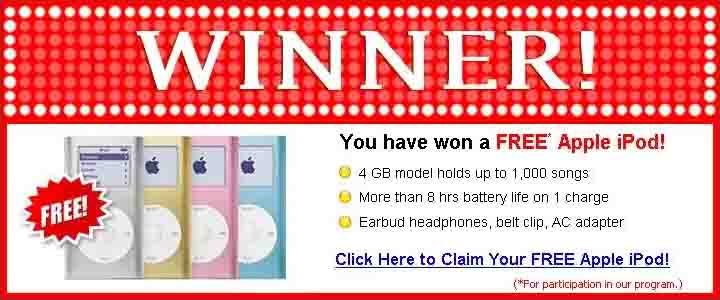 WINNER!
You have won a FREE* Apple iPod!
4 GB model holds up to 1,000 songs
More than 8 hrs battery life on 1 charge
Earbud headphones, belt clip, AC adapter
FREE!
Click Here to Claim Your FREE Apple iPod!
(*For participation in our program.)